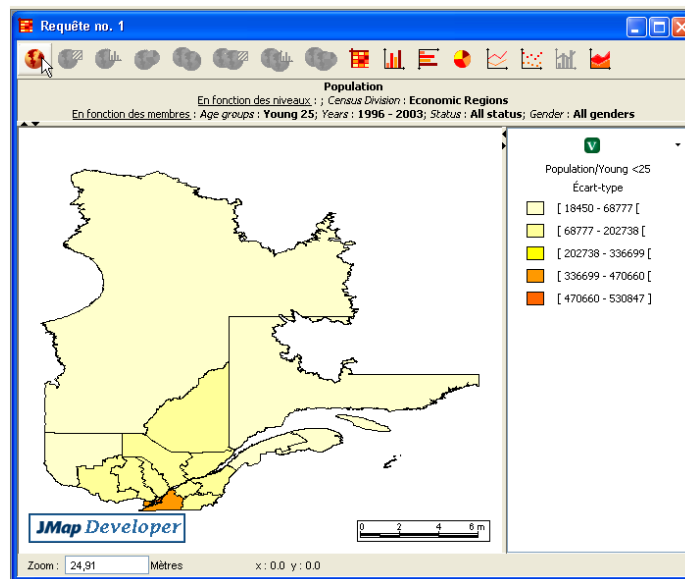 Requête no. 1
Population
En fonction des niveaux : ; Census Division : Economic Regions
En fonction des membres : Age groups : Young 25; Years : 1996 - 2003; Status : All status; Gender : All genders
V
Population/Young <25
Écart-type
[ 18450 - 68777 [
[ 68777 - 202738 [
[ 202738 - 336699 [
[ 336699 - 470660 [
[ 470660 - 530847 ]
JMap Developer
0 2 4 6 m
Zoom : 24,91 Mètres x : 0.0 y : 0.0